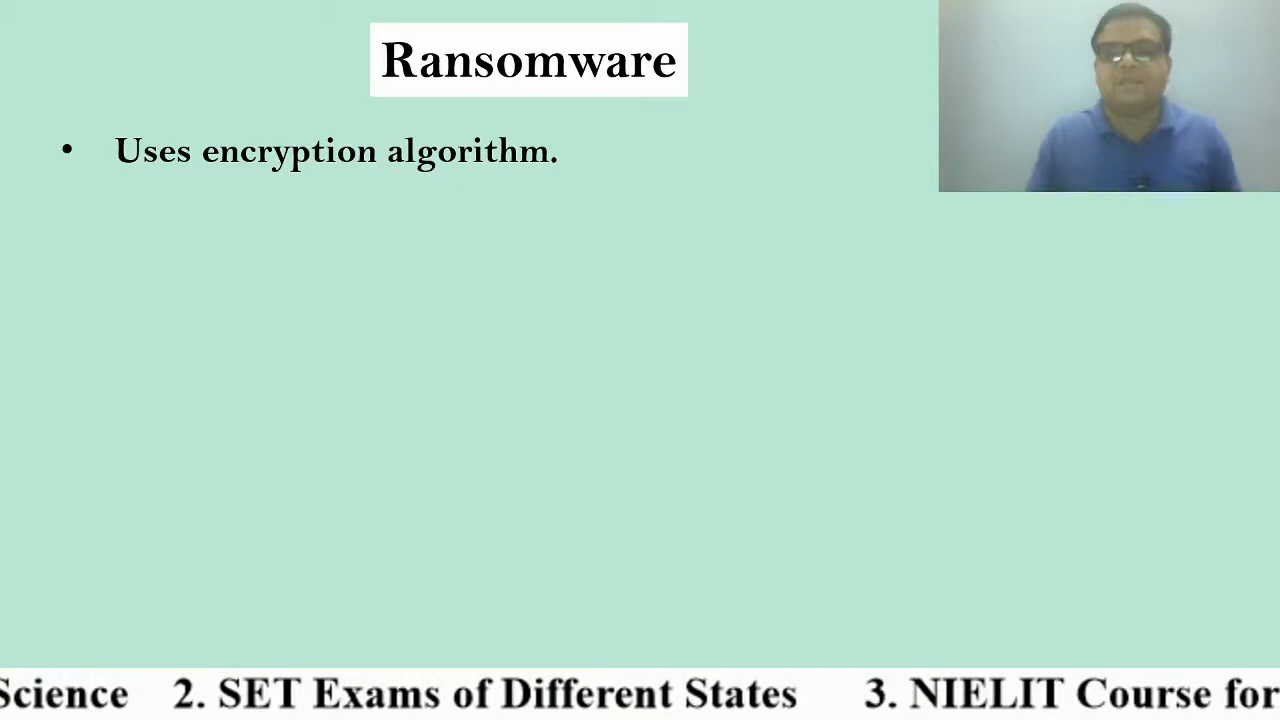 Ransomware
• Uses encryption algorithm.
Science 2. SET Exams of Different States 3. NIELIT Course for